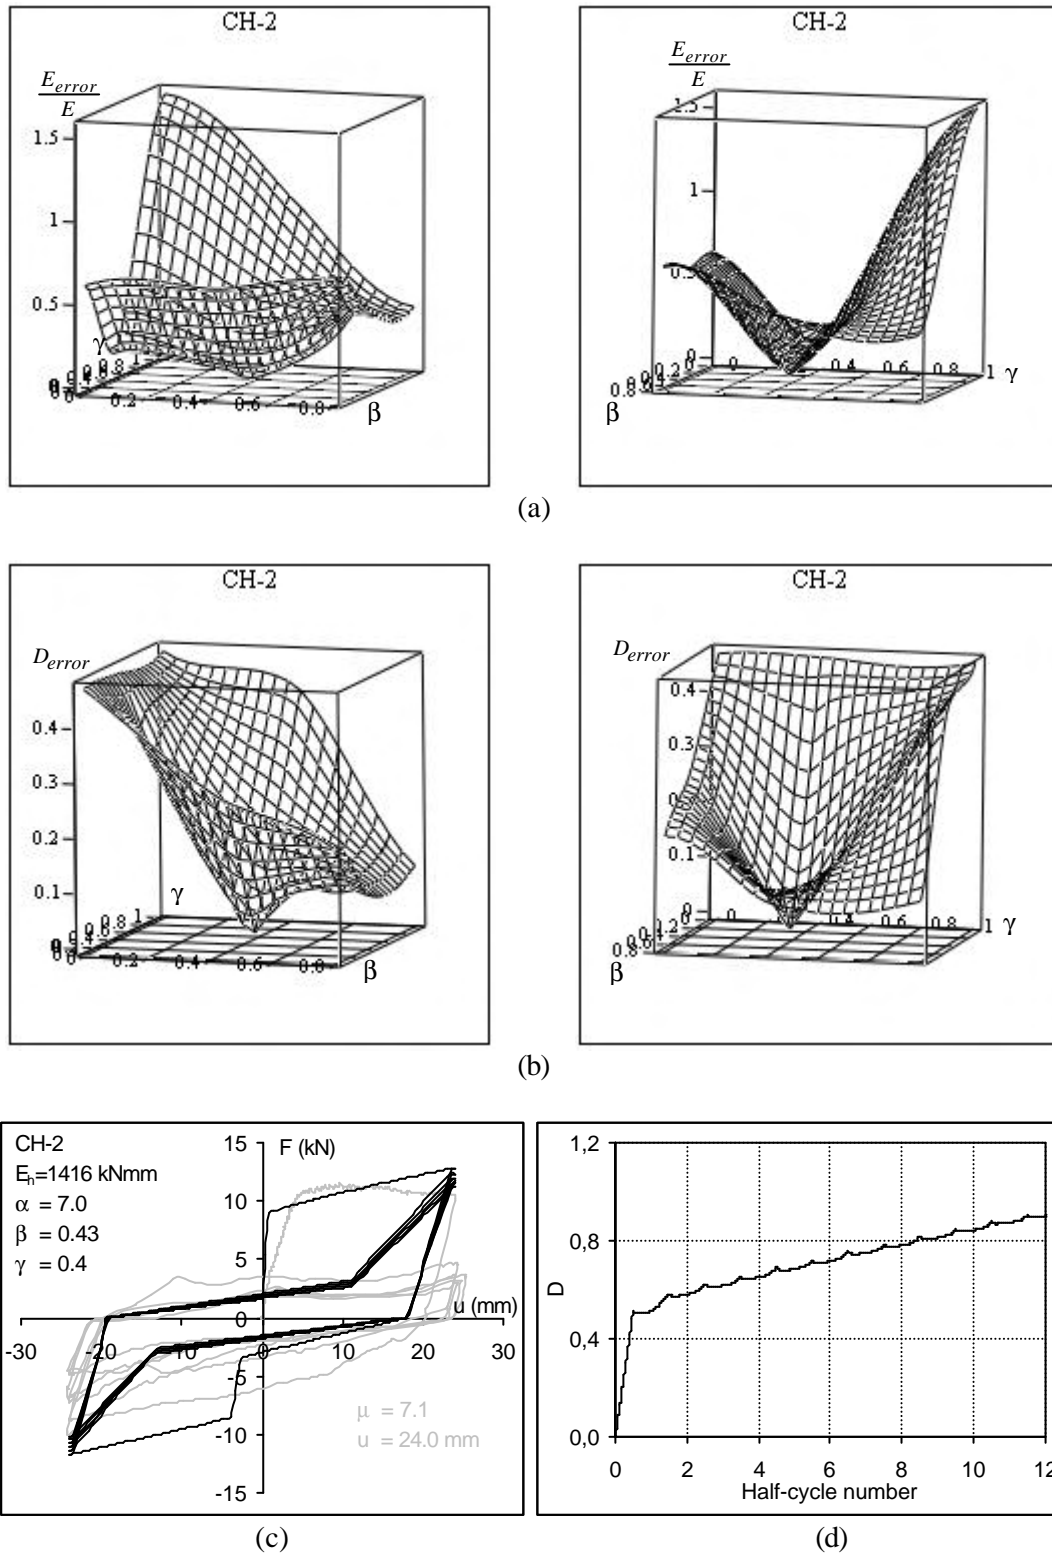 CH-2
E_error
E
1.5
1
0.5
γ
0.2
0.4
0.6
0.8
β
CH-2
E_error
E
1.5
1
0
0
0.4
0.6
0.8
1
γ
β
(a)
CH-2
D_error
0.4
0.3
0.2
0.1
γ
0.2
0.4
0.6
β
CH-2
D_error
0.4
0.3
0.1
0
0
0.4
0.6
0.8
1
γ
β
(b)
CH-2
E_h=1416 kNmm
α = 7.0
β = 0.43
γ = 0.4
F (kN)
15
10
5
0
-5
-10
-15
u (mm)
-30
-20
-10
0
10
20
30
μ = 7.1
u = 24.0 mm
(c)
D
1,2
0,8
0,4
0,0
0 2 4 6 8 10 12
Half-cycle number
(d)